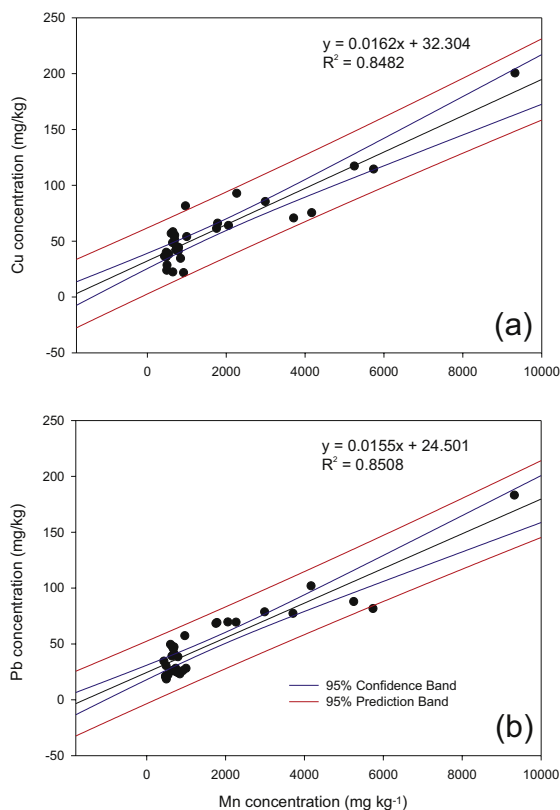 250
200
150
100
50
0
-50
Cu concentration (mg/kg)
y = 0.0162x + 32.304
R² = 0.8482
(a)
0 2000 4000 6000 8000 10000
250
200
150
100
50
0
-50
Pb concentration (mg/kg)
y = 0.0155x + 24.501
R² = 0.8508
95% Confidence Band
95% Prediction Band
(b)
0 2000 4000 6000 8000 10000
Mn concentration (mg kg-1)